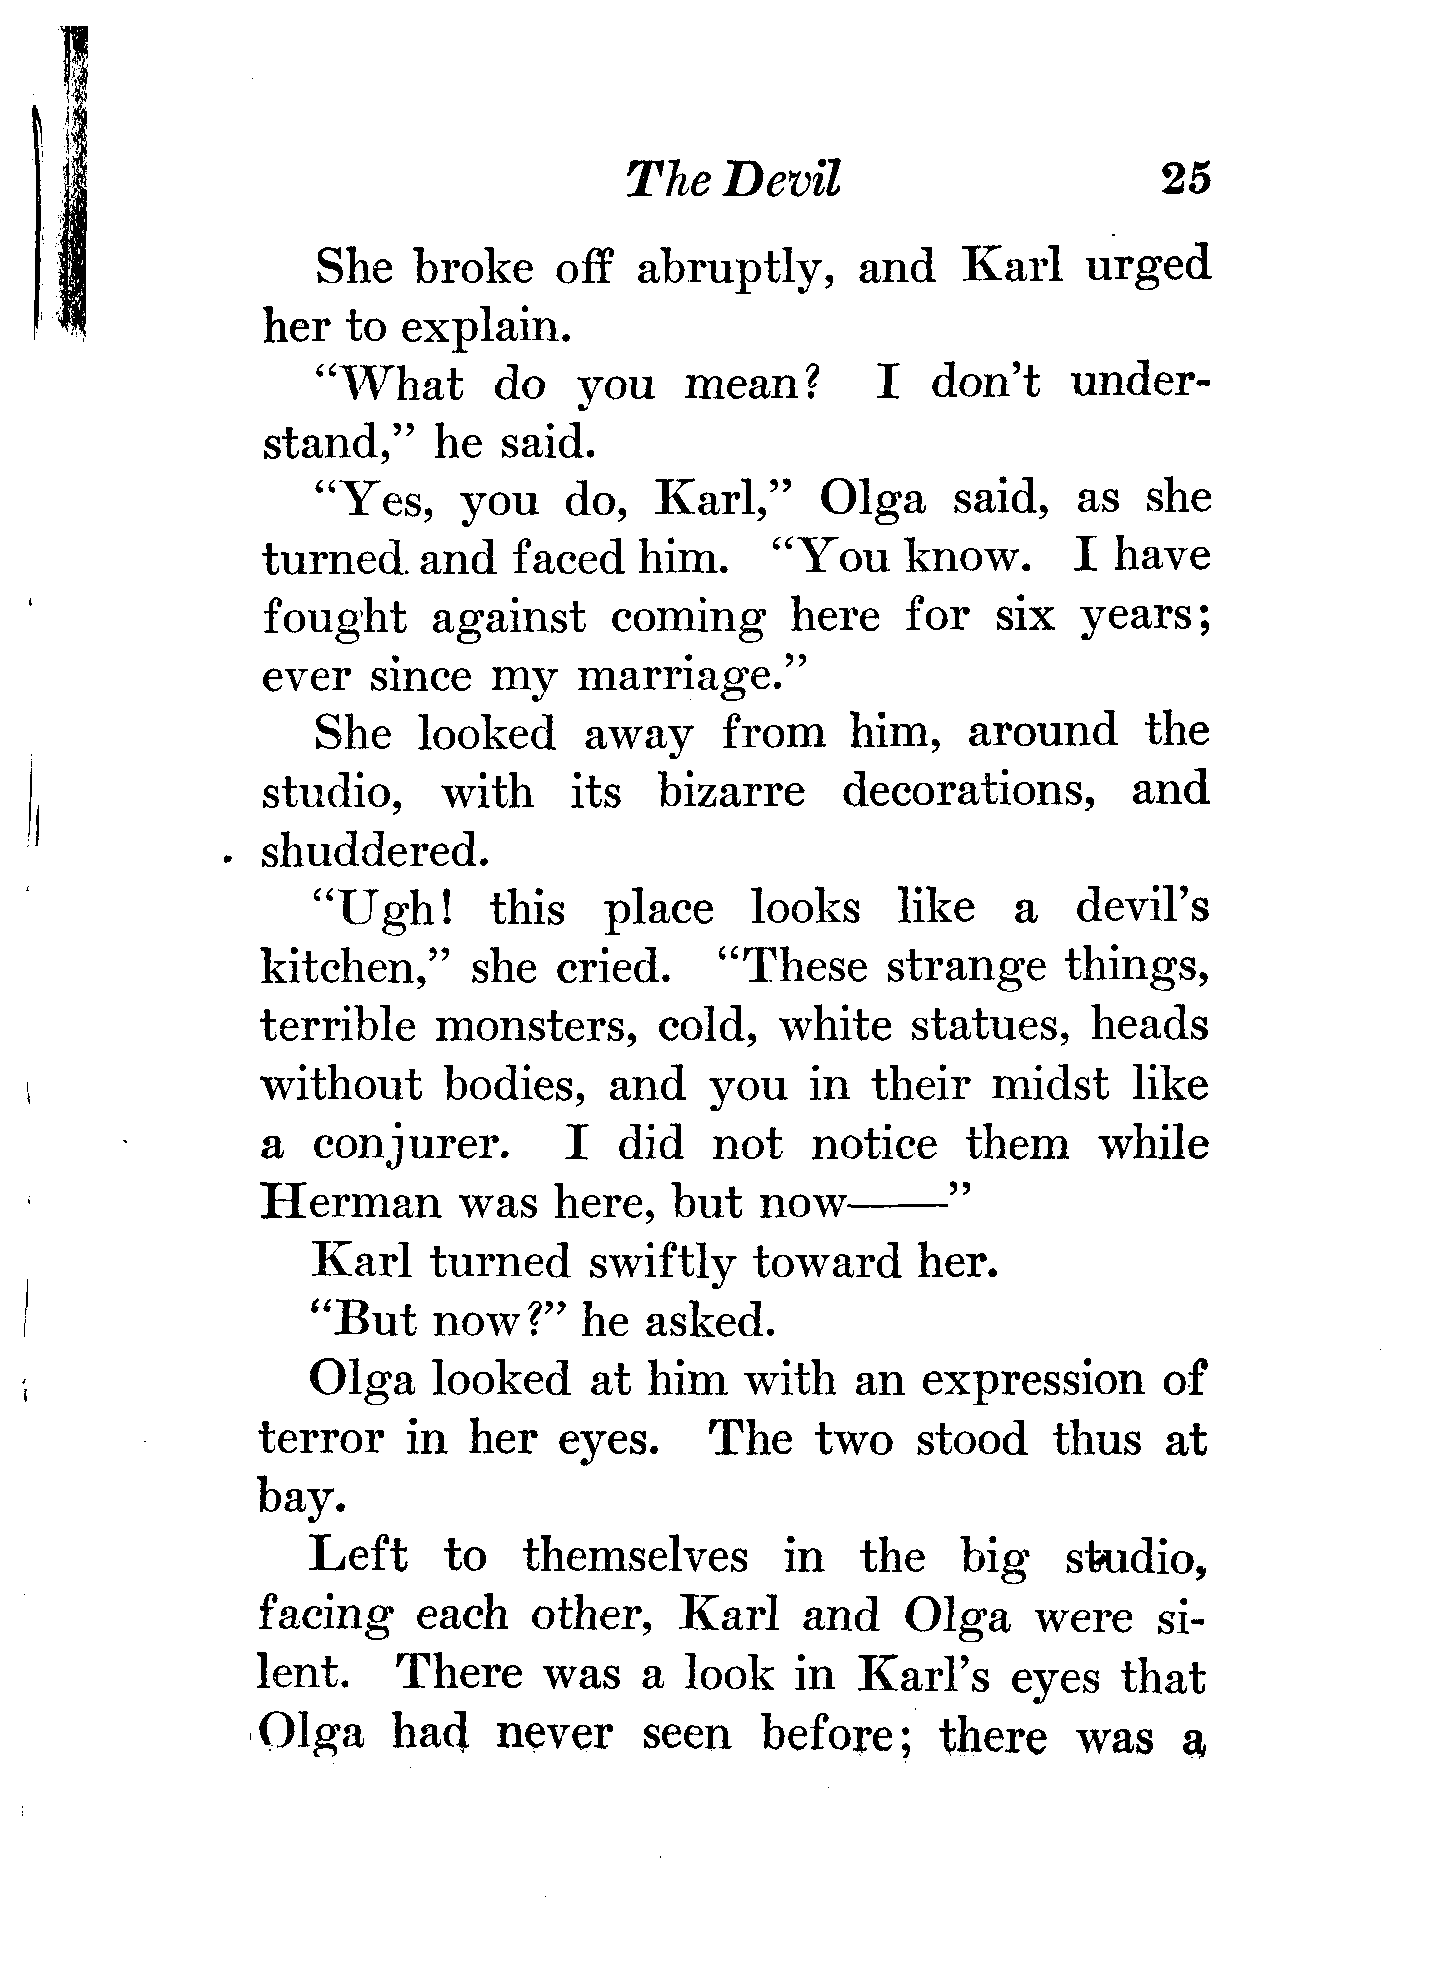 The Devil 25
She broke off abruptly, and Karl urged
her to explain.
“What do you mean? I don't under-
stand,” he said.
“Yes, you do, Karl,” Olga said, as she
turned and faced him. “You know. I have
fought against coming here for six years;
ever since my marriage.”
She looked away from him, around the
studio, with its bizarre decorations, and
shuddered.
“Ugh! this place looks like a devil’s
kitchen,” she cried. “These strange things,
terrible monsters, cold, white statues, heads
without bodies, and you in their midst like
a conjurer. I did not notice them while
Herman was here, but now——”
Karl turned swiftly toward her.
“But now?” he asked.
Olga looked at him with an expression of
terror in her eyes. The two stood thus at
bay.
Left to themselves in the big studio,
facing each other, Karl and Olga were si-
lent. There was a look in Karl’s eyes that
Olga had never seen before; there was a